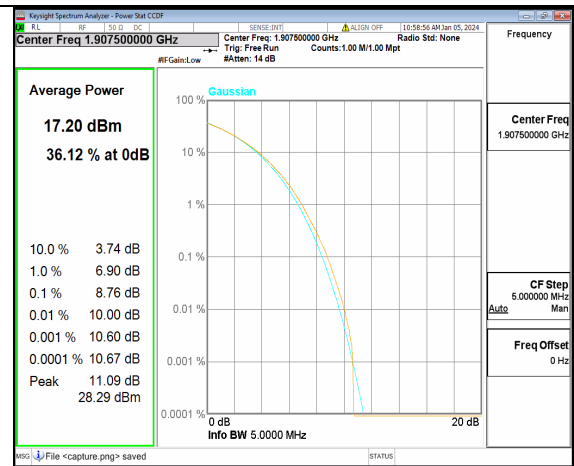 Keysight Spectrum Analyzer - Power Stat CCDF
RL RF 50 Ω DC SENSE:INT ALIGN OFF 10:58:56 AM Jan 05, 2024
Center Freq 1.907500000 GHz
Center Freq: 1.907500000 GHz Radio Std: None
Trig: Free Run Counts:1.00 M/1.00 Mpt
#IFGain:Low #Atten: 14 dB
Frequency
Average Power
17.20 dBm
36.12 % at 0dB
10.0 % 3.74 dB
1.0 % 6.90 dB
0.1 % 8.76 dB
0.01 % 10.00 dB
0.001 % 10.60 dB
0.0001 % 10.67 dB
Peak 11.09 dB
28.29 dBm
Gaussian
100 %
10 %
1 %
0.1 %
0.01 %
0.001 %
0.0001 %
0 dB 20 dB
Info BW 5.0000 MHz
Center Freq
1.907500000 GHz
CF Step
5.000000 MHz
Auto Man
Freq Offset
0 Hz
MSG File <capture.png> saved STATUS